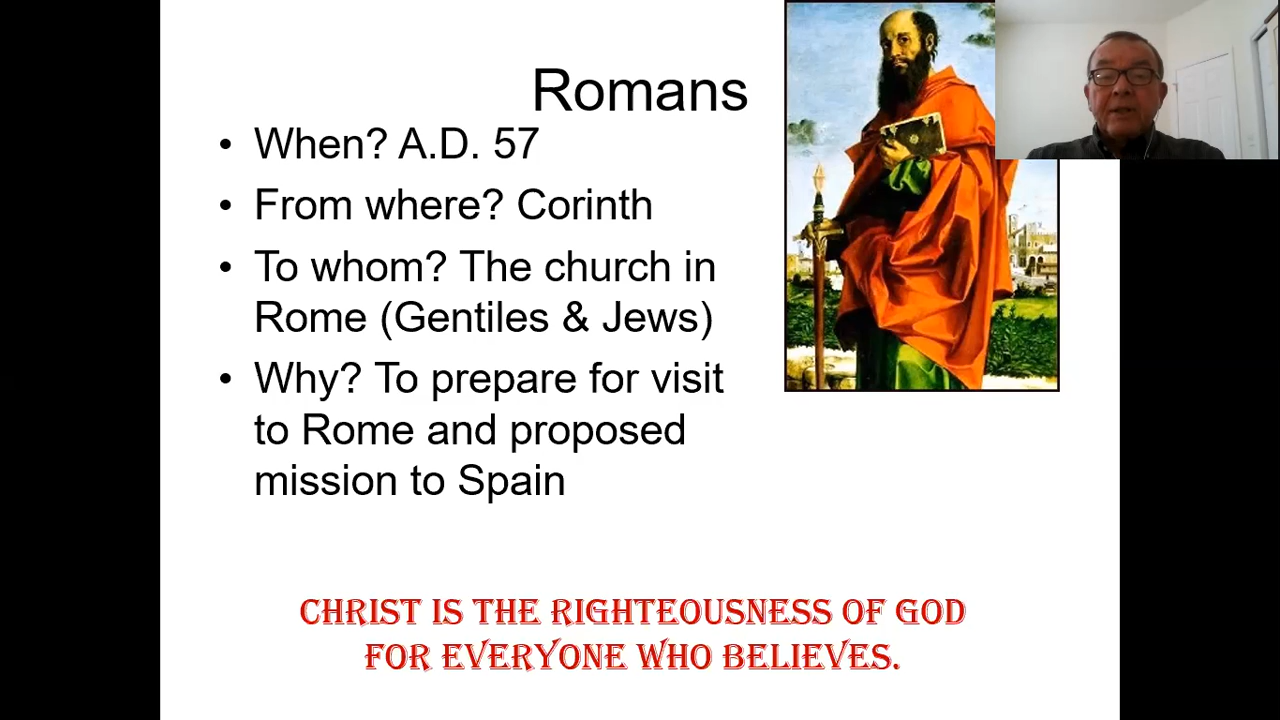 Romans
• When? A.D. 57
• From where? Corinth
• To whom? The church in
Rome (Gentiles & Jews)
• Why? To prepare for visit
to Rome and proposed
mission to Spain
CHRIST IS THE RIGHTEOUSNESS OF GOD
FOR EVERYONE WHO BELIEVES.